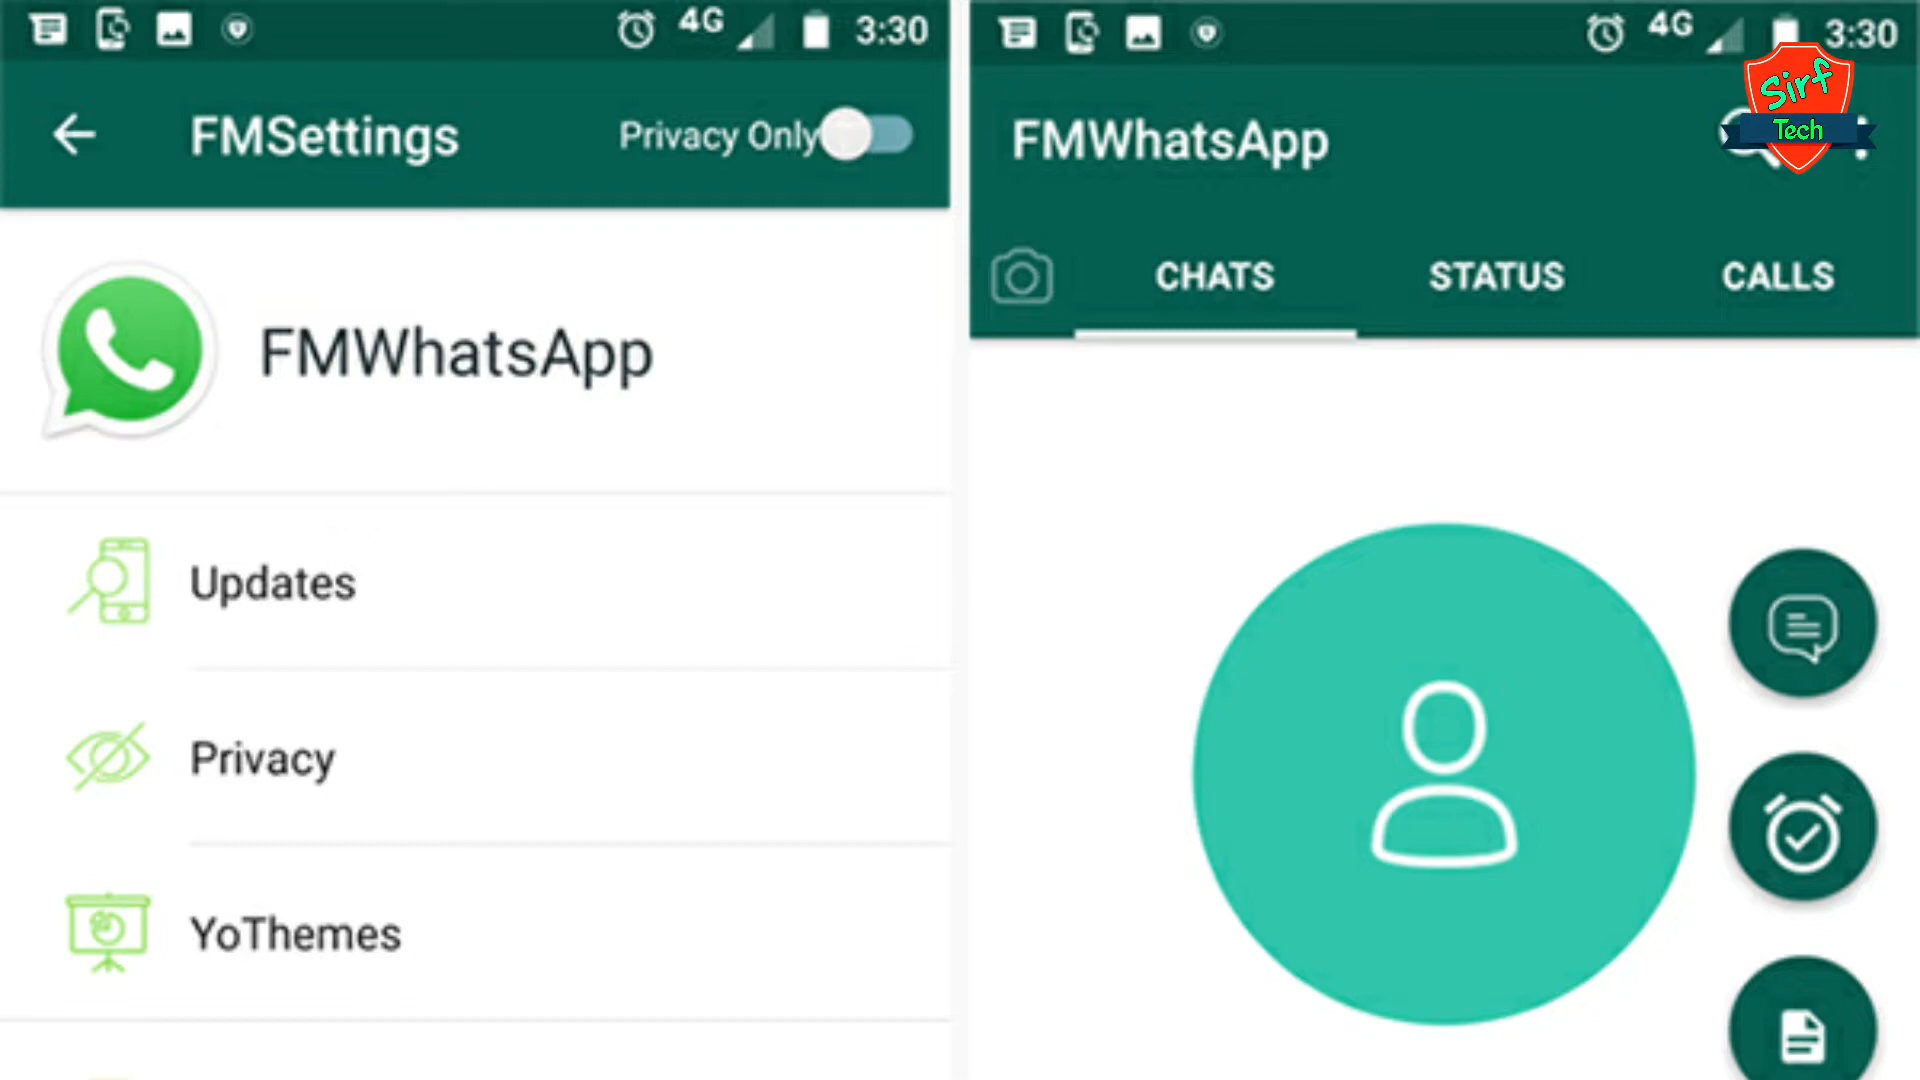 4G 3:30
FMSettings Privacy Only
FMWhatsApp
Updates
Privacy
YoThemes
4G 3:30
Sirf
Tech
FMWhatsApp
CHATS STATUS CALLS